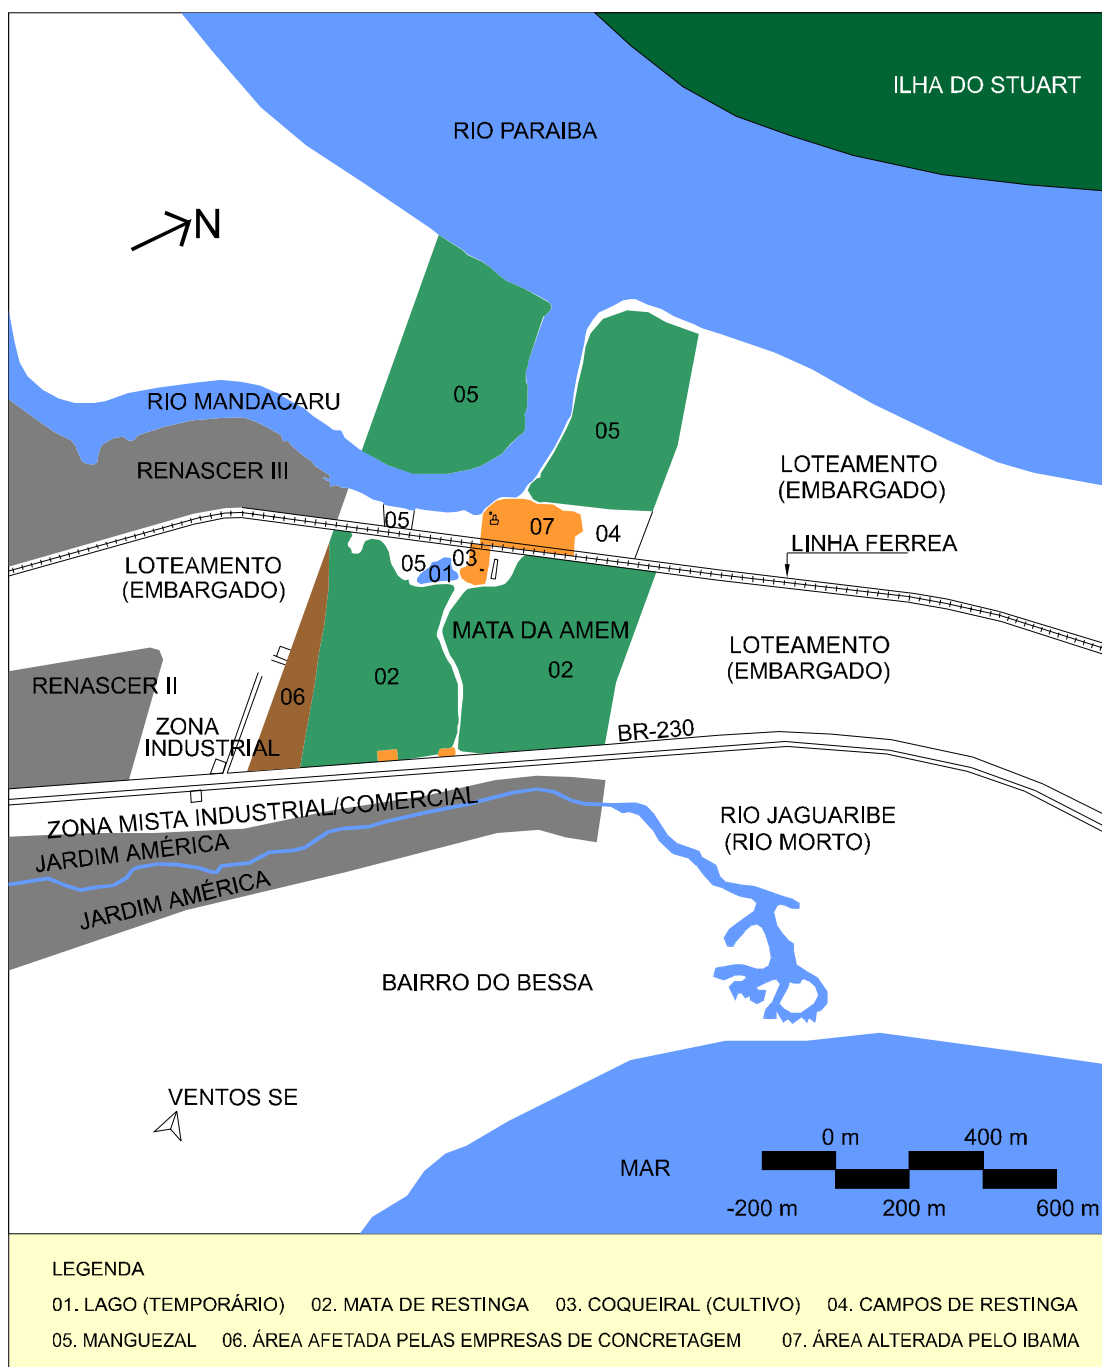 ILHA DO STUART
RIO PARAIBA
N
05
RIO MANDACARU
05
RENASCER III
LOTEAMENTO
(EMBARGADO)
05
07
04
LINHA FERREA
LOTEAMENTO
(EMBARGADO)
05
03
01
MATA DA AMEM
LOTEAMENTO
(EMBARGADO)
02
02
RENASCER II
06
ZONA
INDUSTRIAL
BR-230
ZONA MISTA INDUSTRIAL/COMERCIAL
RIO JAGUARIBE
(RIO MORTO)
JARDIM AMÉRICA
JARDIM AMÉRICA
BAIRRO DO BESSA
VENTOS SE
MAR
0 m 400 m
-200 m 200 m 600 m
LEGENDA
01. LAGO (TEMPORÁRIO) 02. MATA DE RESTINGA 03. COQUEIRAL (CULTIVO) 04. CAMPOS DE RESTINGA
05. MANGUEZAL 06. ÁREA AFETADA PELAS EMPRESAS DE CONCRETAGEM 07. ÁREA ALTERADA PELO IBAMA